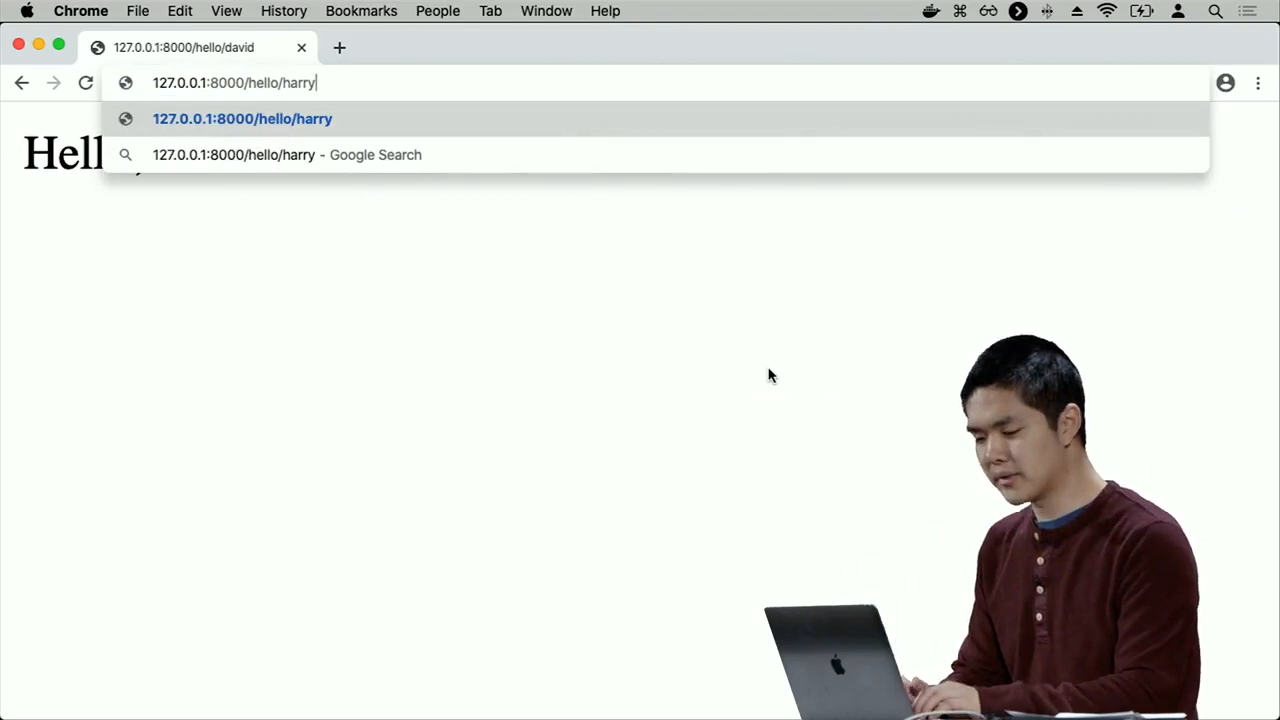 Chrome File Edit View History Bookmarks People Tab Window Help
127.0.0.1:8000/hello/david
127.0.0.1:8000/hello/harry
127.0.0.1:8000/hello/harry
127.0.0.1:8000/hello/harry - Google Search
Hell